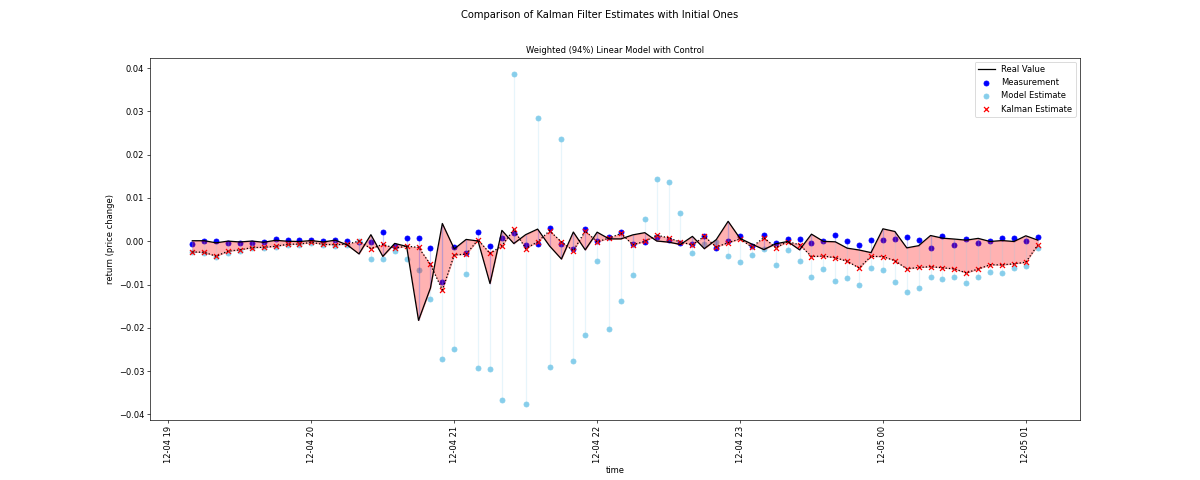 Comparison of Kalman Filter Estimates with Initial Ones
Weighted (94%) Linear Model with Control
Real Value
Measurement
Model Estimate
Kalman Estimate
return (price change)
0.04
0.03
0.02
0.01
0.00
−0.01
−0.02
−0.03
−0.04
12-04 19
12-04 20
12-04 21
12-04 22
12-04 23
12-05 00
12-05 01
time